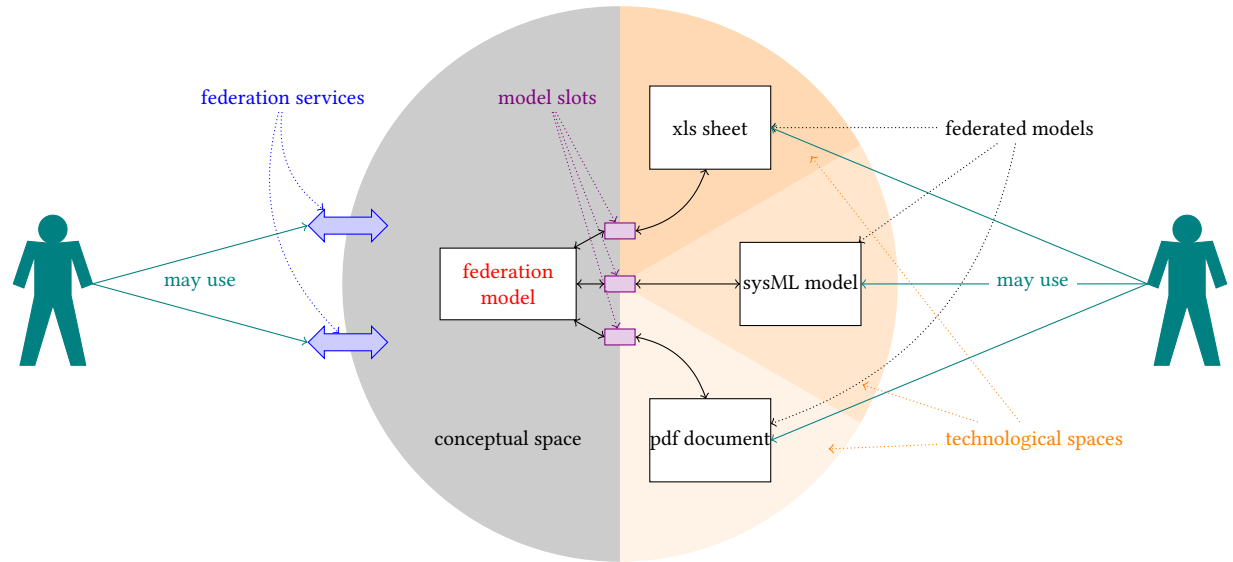 federation services
model slots
xls sheet
federated models
may use
federation
model
sysML model
may use
conceptual space
pdf document
technological spaces